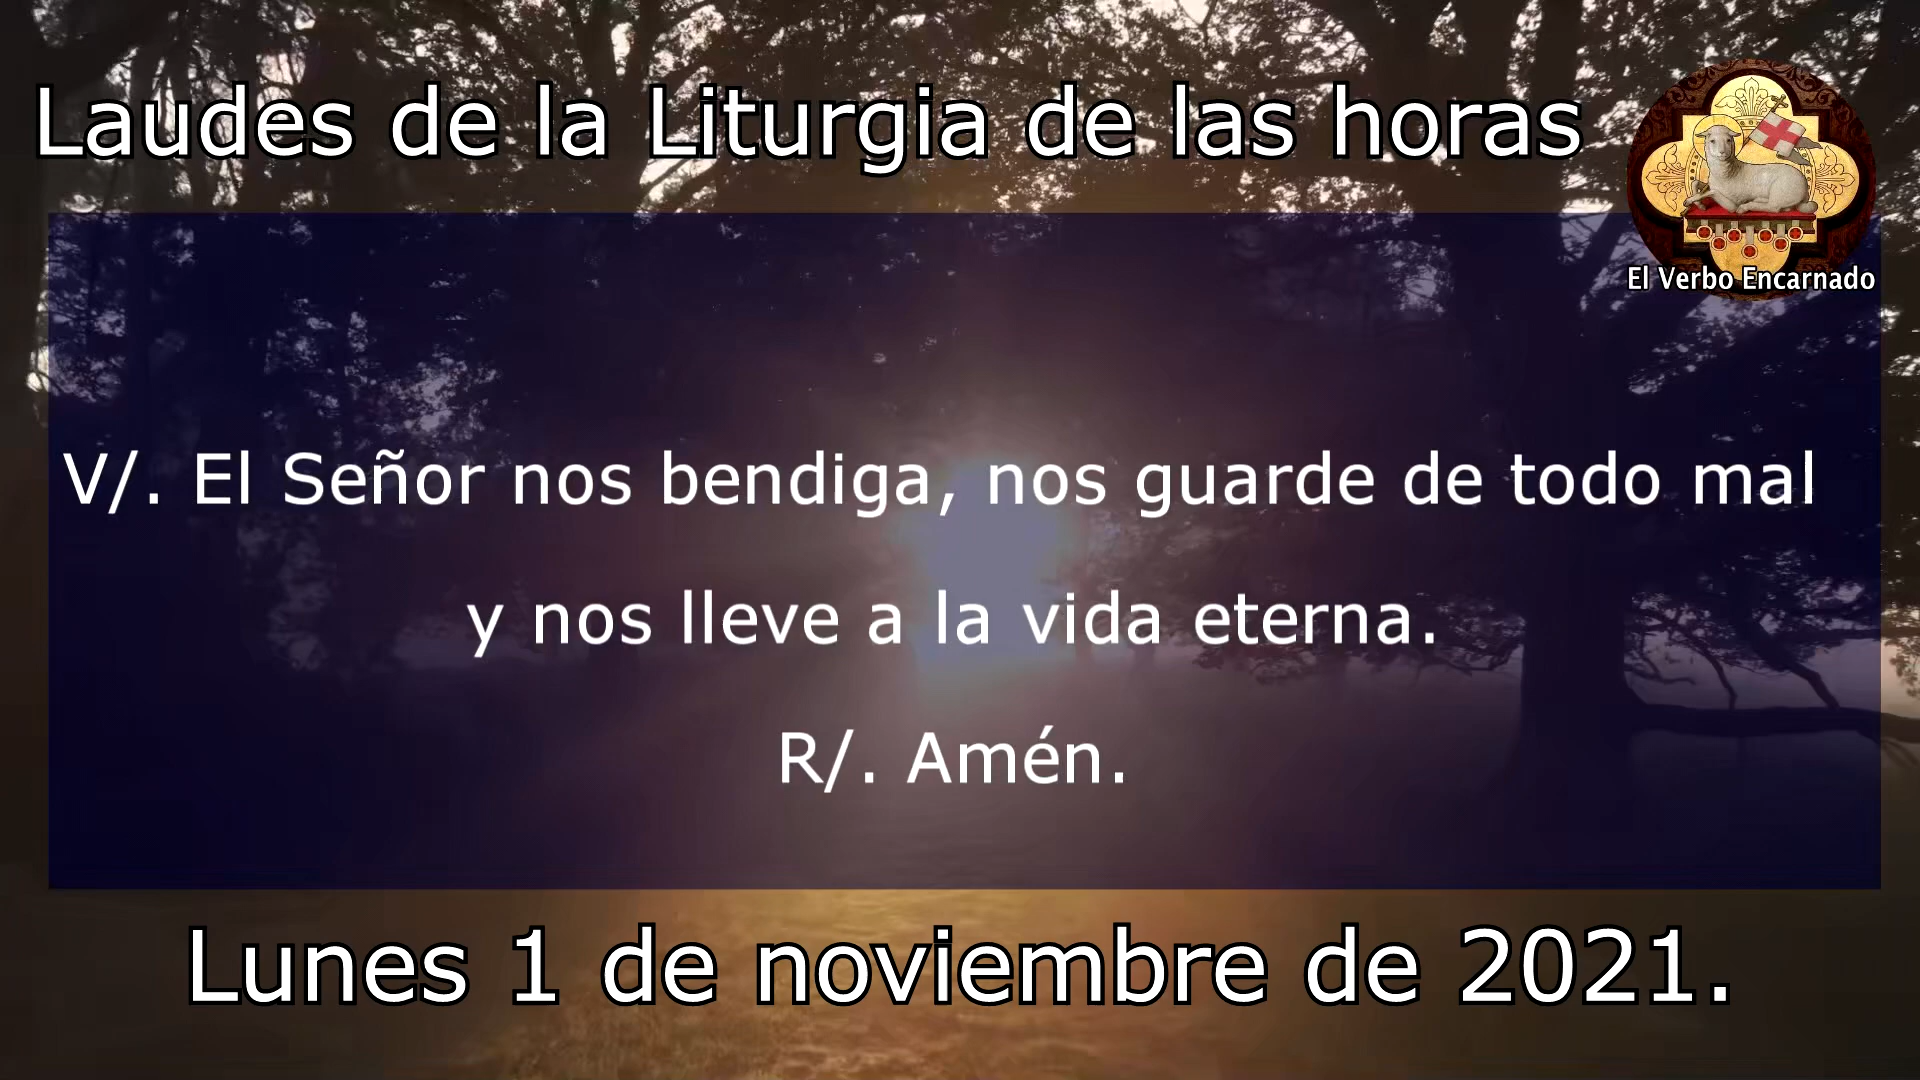 Laudes de la Liturgia de las horas
El Verbo Encarnado
V/. El Señor nos bendiga, nos guarde de todo mal
y nos lleve a la vida eterna.
R/. Amén.
Lunes 1 de noviembre de 2021.